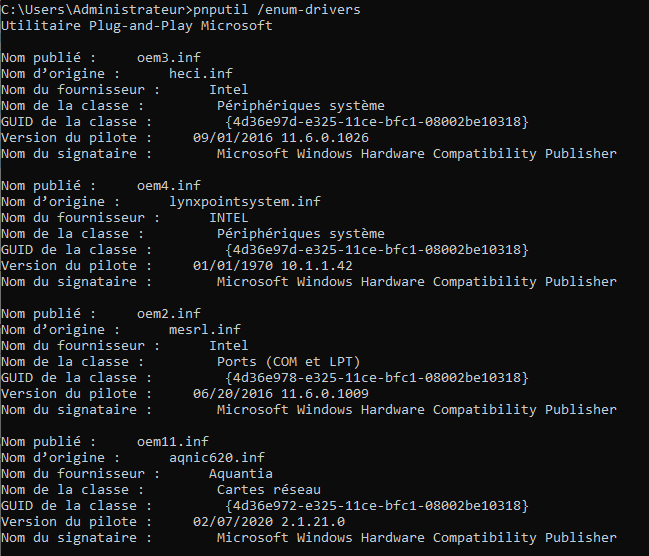 C:\Users\Administrateur>pnputil /enum-drivers
Utilitaire Plug-and-Play Microsoft
Nom publié : oem3.inf
Nom d’origine : heci.inf
Nom du fournisseur : Intel
Nom de la classe : Périphériques système
GUID de la classe : {4d36e97d-e325-11ce-bfc1-08002be10318}
Version du pilote : 09/01/2016 11.6.0.1026
Nom du signataire : Microsoft Windows Hardware Compatibility Publisher
Nom publié : oem4.inf
Nom d’origine : lynxpointsystem.inf
Nom du fournisseur : INTEL
Nom de la classe : Périphériques système
GUID de la classe : {4d36e97d-e325-11ce-bfc1-08002be10318}
Version du pilote : 01/01/1970 10.1.1.42
Nom du signataire : Microsoft Windows Hardware Compatibility Publisher
Nom publié : oem2.inf
Nom d’origine : mesrl.inf
Nom du fournisseur : Intel
Nom de la classe : Ports (COM et LPT)
GUID de la classe : {4d36e978-e325-11ce-bfc1-08002be10318}
Version du pilote : 06/20/2016 11.6.0.1009
Nom du signataire : Microsoft Windows Hardware Compatibility Publisher
Nom publié : oem11.inf
Nom d’origine : aqnic620.inf
Nom du fournisseur : Aquantia
Nom de la classe : Cartes réseau
GUID de la classe : {4d36e972-e325-11ce-bfc1-08002be10318}
Version du pilote : 02/07/2020 2.1.21.0
Nom du signataire : Microsoft Windows Hardware Compatibility Publisher